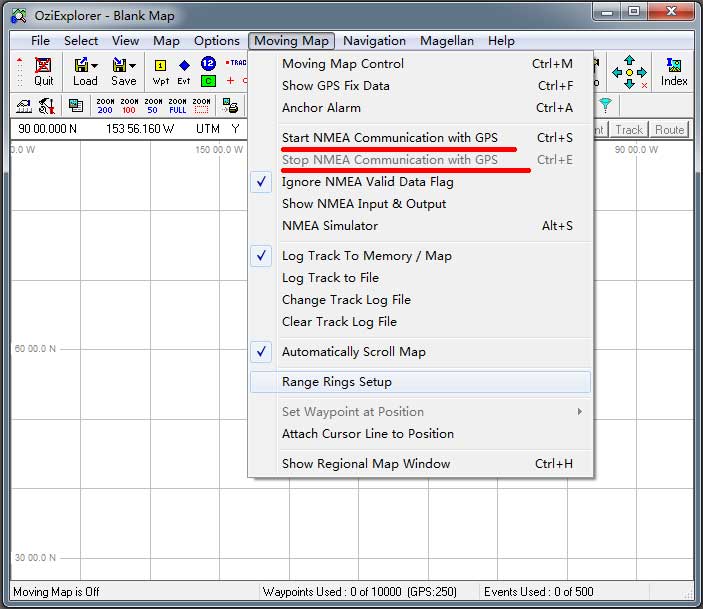 OziExplorer - Blank Map
File Select View Map Options Moving Map Navigation Magellan Help
Quit Load Save Wpt Evt 12 TRAC Index
ZOOM 200 ZOOM 100 ZOOM 50 ZOOM FULL ZOOM
90 00.000 N 153 56.160 W UTM Y Track Route
0.0 W 150 00.0 W 90 00.0 W
Moving Map Control Ctrl+M
Show GPS Fix Data Ctrl+F
Anchor Alarm Ctrl+A
Start NMEA Communication with GPS Ctrl+S
Stop NMEA Communication with GPS Ctrl+E
Ignore NMEA Valid Data Flag
Show NMEA Input & Output
NMEA Simulator Alt+S
Log Track To Memory / Map
Log Track to File
Change Track Log File
Clear Track Log File
Automatically Scroll Map
60 00.0 N
Range Rings Setup
Set Waypoint at Position
Attach Cursor Line to Position
Show Regional Map Window Ctrl+H
30 00.0 N
Moving Map is Off Waypoints Used : 0 of 10000 (GPS:250) Events Used : 0 of 500